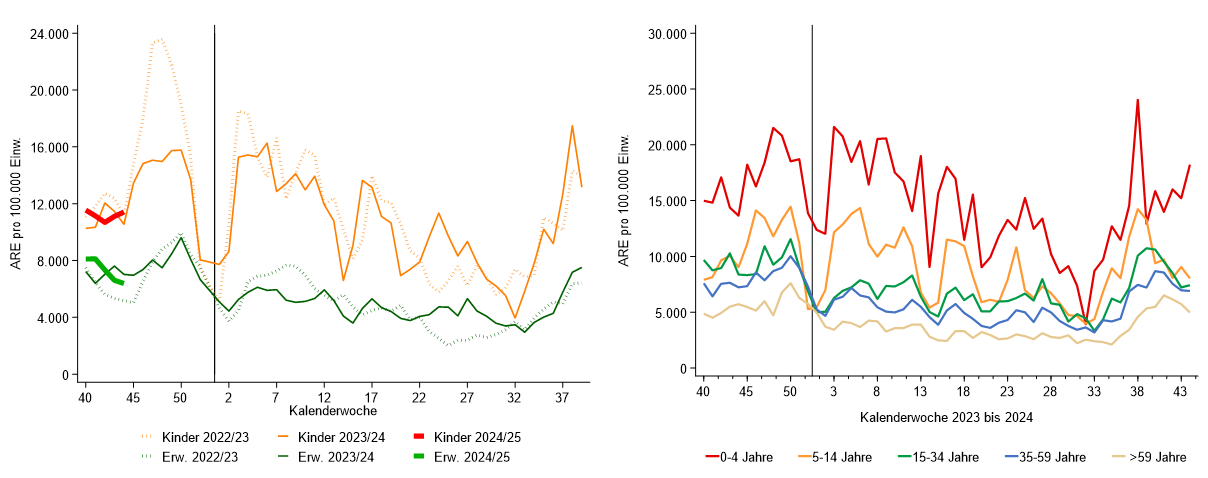 ARE pro 100.000 Einw.
24.000
20.000
16.000
12.000
8.000
4.000
0
40 45 50 2 7 12 17 22 27 32 37
Kalenderwoche
Kinder 2022/23 Kinder 2023/24 Kinder 2024/25
Erw. 2022/23 Erw. 2023/24 Erw. 2024/25
ARE pro 100.000 Einw.
30.000
25.000
20.000
15.000
10.000
5.000
0
40 45 50 3 8 13 18 23 28 33 38 43
Kalenderwoche 2023 bis 2024
0-4 Jahre 5-14 Jahre 15-34 Jahre 35-59 Jahre >59 Jahre